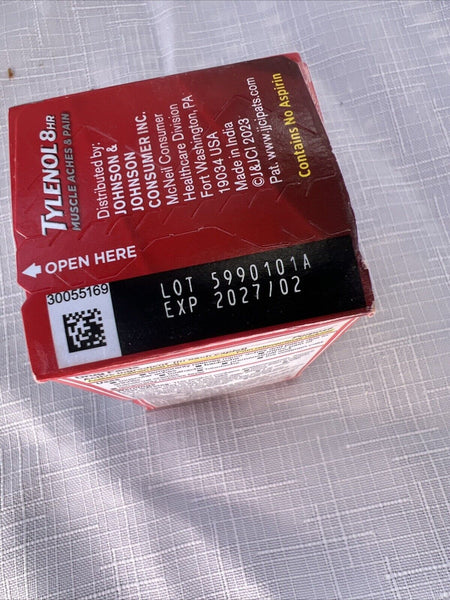 TYLENOL 8HR
MUSCLE ACHES & PAIN
Distributed by:
JOHNSON &
JOHNSON
CONSUMER INC.
McNeil Consumer
Healthcare Division
Fort Washington, PA
19034 USA
Made in India
©J&JCI 2023
Pat. www.jjcipats.com
Contains No Aspirin
OPEN HERE
30055169
LOT 5990101A
EXP 2027/02